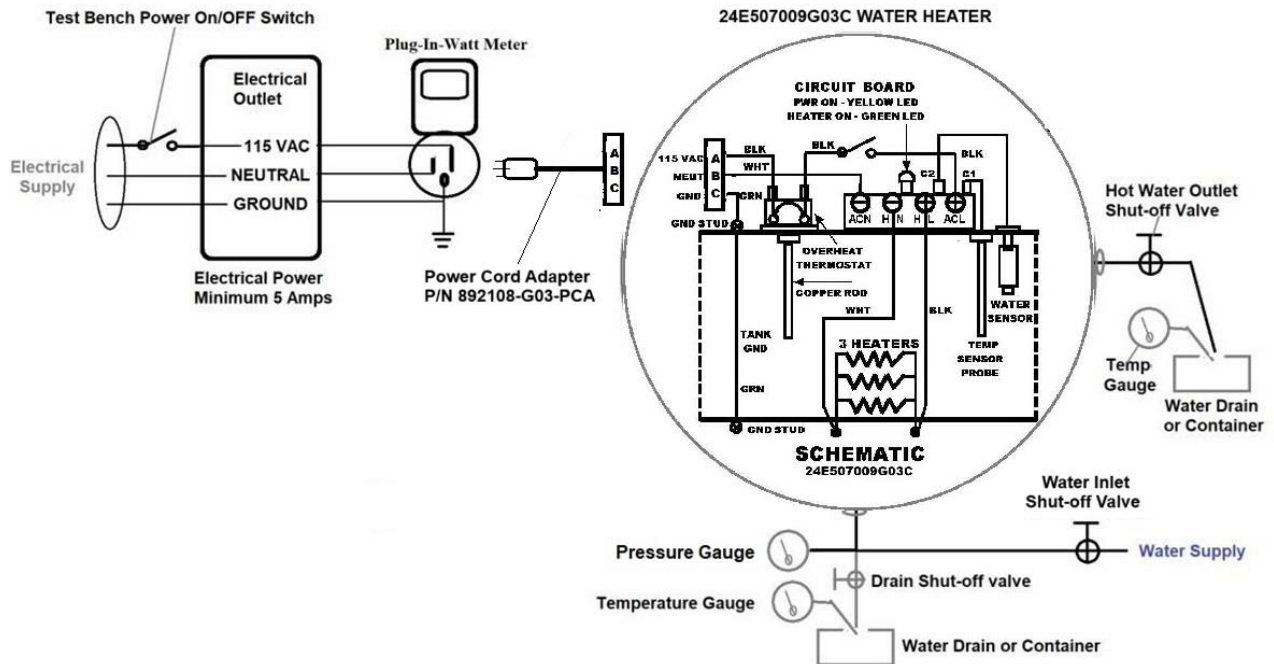 Test Bench Power On/OFF Switch
24E507009G03C WATER HEATER
Plug-In-Watt Meter
Electrical
Outlet
115 VAC
NEUTRAL
GROUND
Electrical
Supply
Electrical Power
Minimum 5 Amps
Power Cord Adapter
P/N 892108-G03-PCA
A
B
C
CIRCUIT BOARD
PWR ON - YELLOW LED
HEATER ON - GREEN LED
115 VAC
NEUT
GND
A
B
C
BLK
WHT
GRN
GND STUD
BLK
BLK
C2
C1
ACN
H N
H L
ACL
OVERHEAT
THERMOSTAT
COPPER ROD
WATER
SENSOR
WHT
BLK
TANK
GND
3 HEATERS
TEMP
SENSOR
PROBE
GRN
GND STUD
SCHEMATIC
24E507009G03C
Hot Water Outlet
Shut-off Valve
Temp
Gauge
Water Drain
or Container
Water Inlet
Shut-off Valve
Pressure Gauge
Water Supply
Drain Shut-off valve
Temperature Gauge
Water Drain or Container